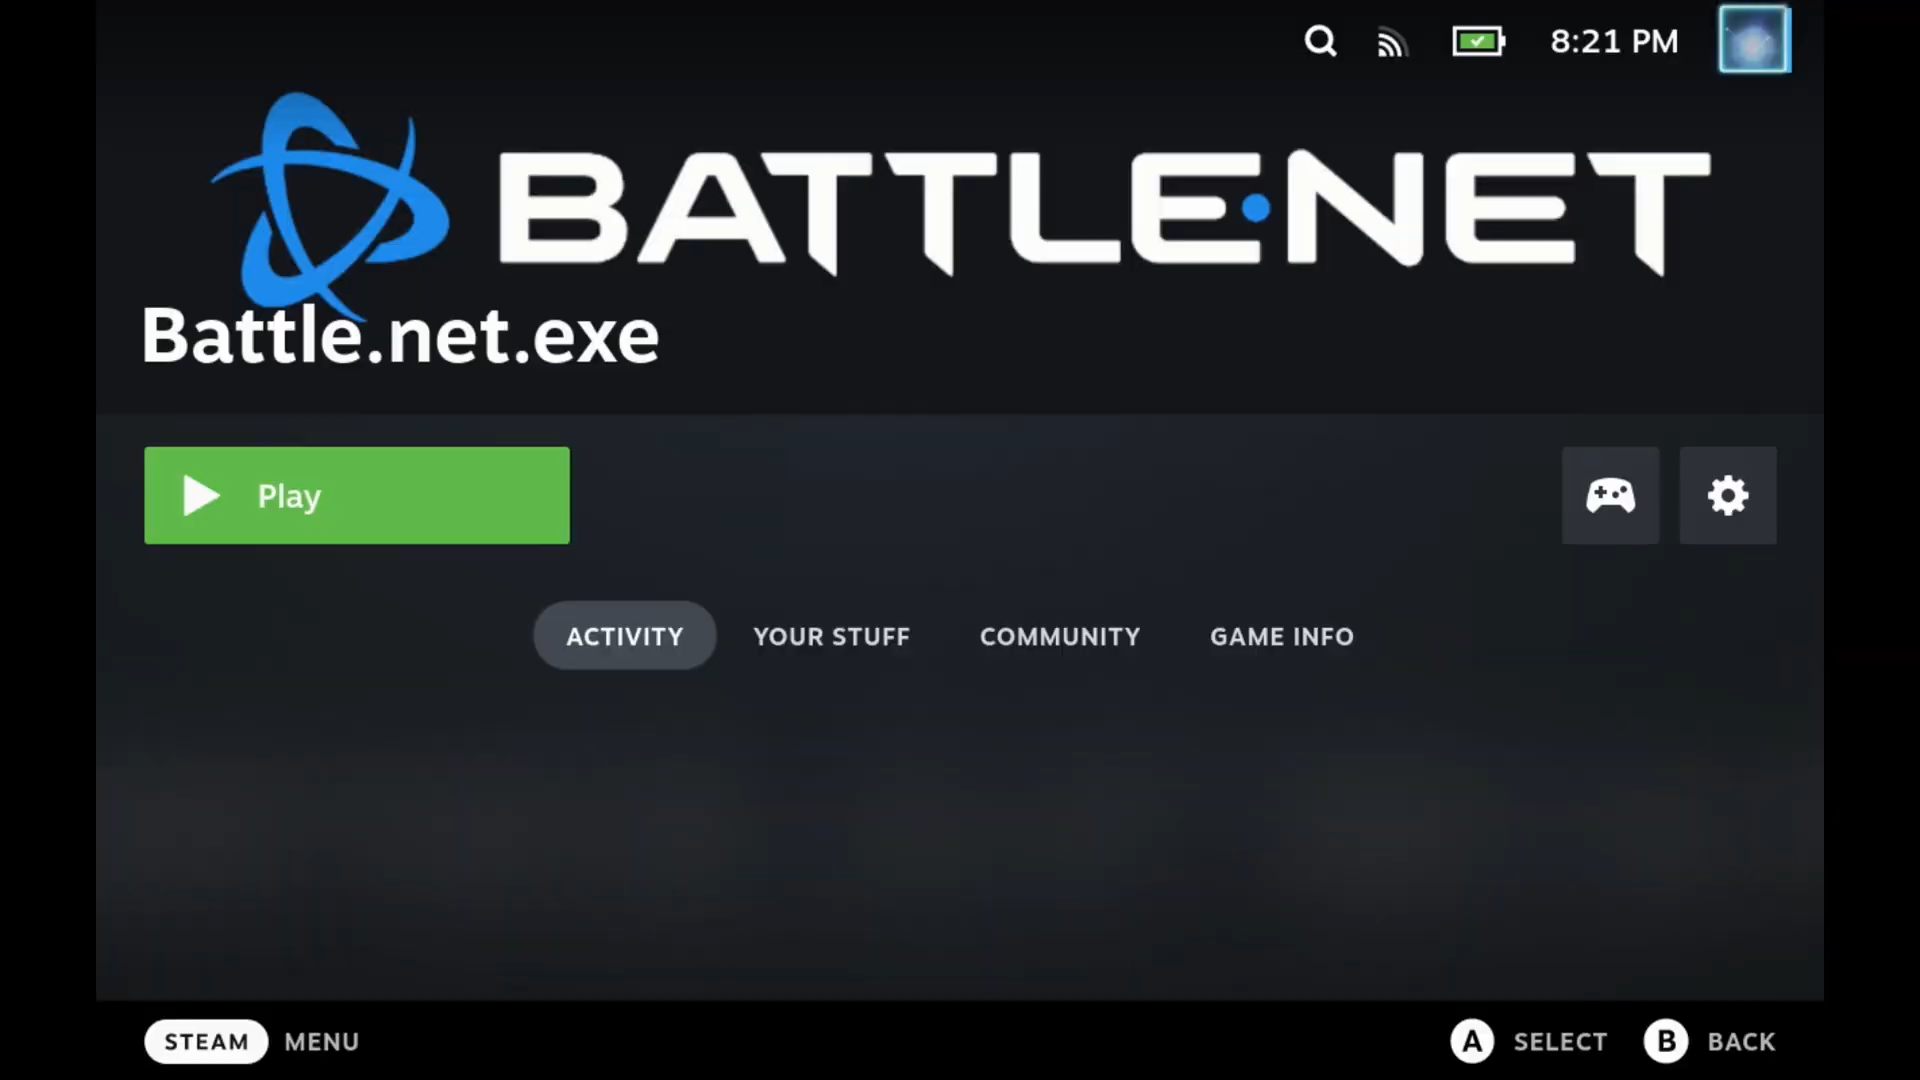 8:21 PM
BATTLE.NET
Battle.net.exe
Play
ACTIVITY YOUR STUFF COMMUNITY GAME INFO
STEAM MENU A SELECT B BACK